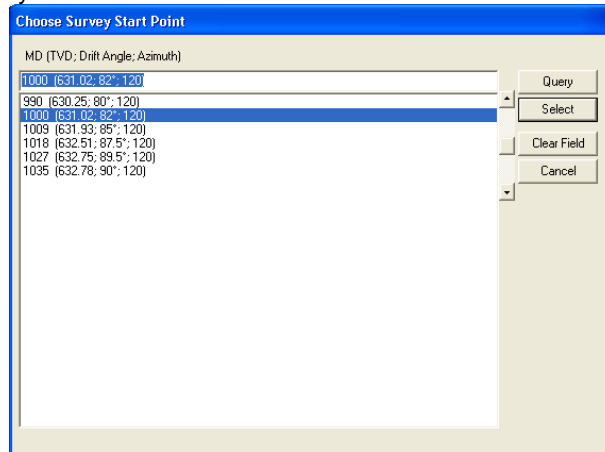 Choose Survey Start Point
MD (TVD; Drift Angle; Azimuth)
1000 (631.02; 82°; 120)
Query
990 (630.25; 80°; 120)
1000 (631.02; 82°; 120)
Select
1009 (631.93; 85°; 120)
1018 (632.51; 87.5°; 120)
Clear Field
1027 (632.75; 89.5°; 120)
1035 (632.78; 90°; 120)
Cancel